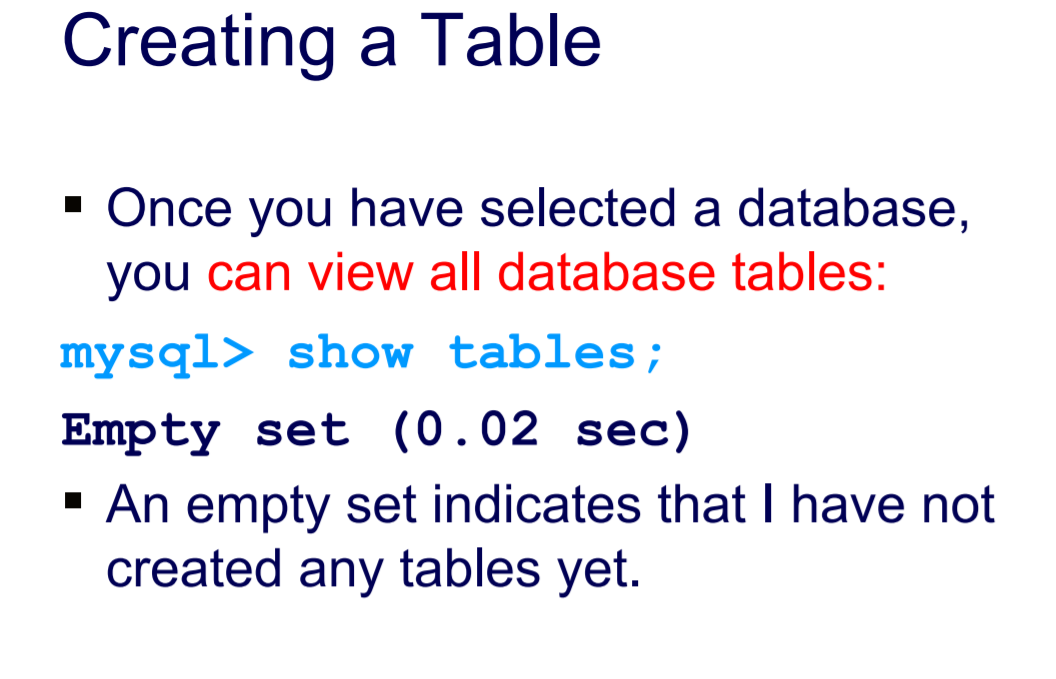 Creating a Table
▪ Once you have selected a database,
you can view all database tables:
mysql> show tables;
Empty set (0.02 sec)
▪ An empty set indicates that I have not
created any tables yet.